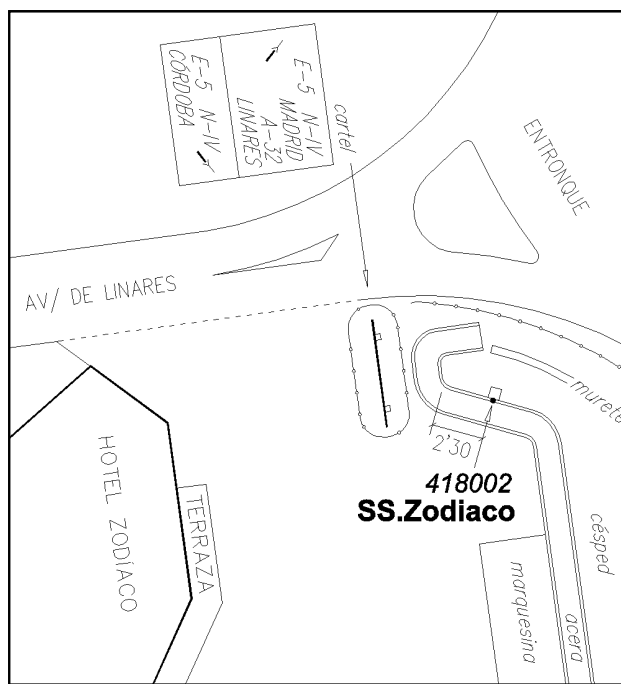 E-5 N-IV
CÓRDOBA
E-5 N-IV
MADRID
A-32
LINARES
cartel
ENTRONQUE
AV/ DE LINARES
murete
2'30
418002
SS.Zodiaco
HOTEL ZODÍACO
TERRAZA
césped
marquesina
acera